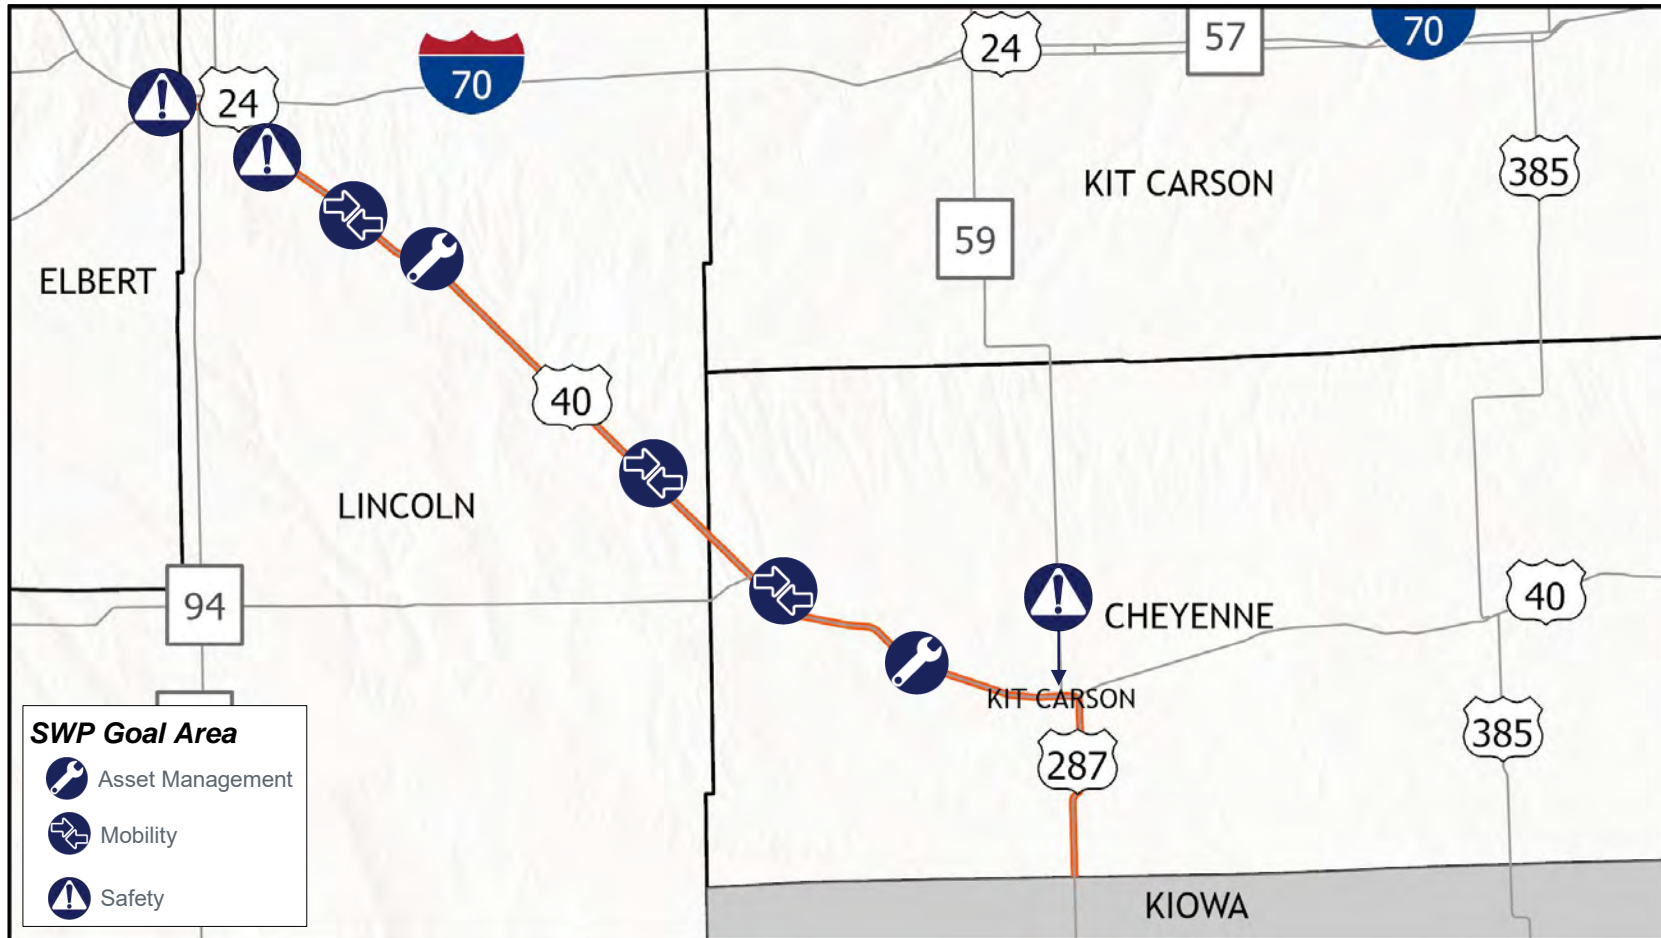 24
57
70
24
70
385
KIT CARSON
59
ELBERT
40
LINCOLN
94
CHEYENNE
40
KIT CARSON
287
385
SWP Goal Area
Asset Management
Mobility
Safety
KIOWA